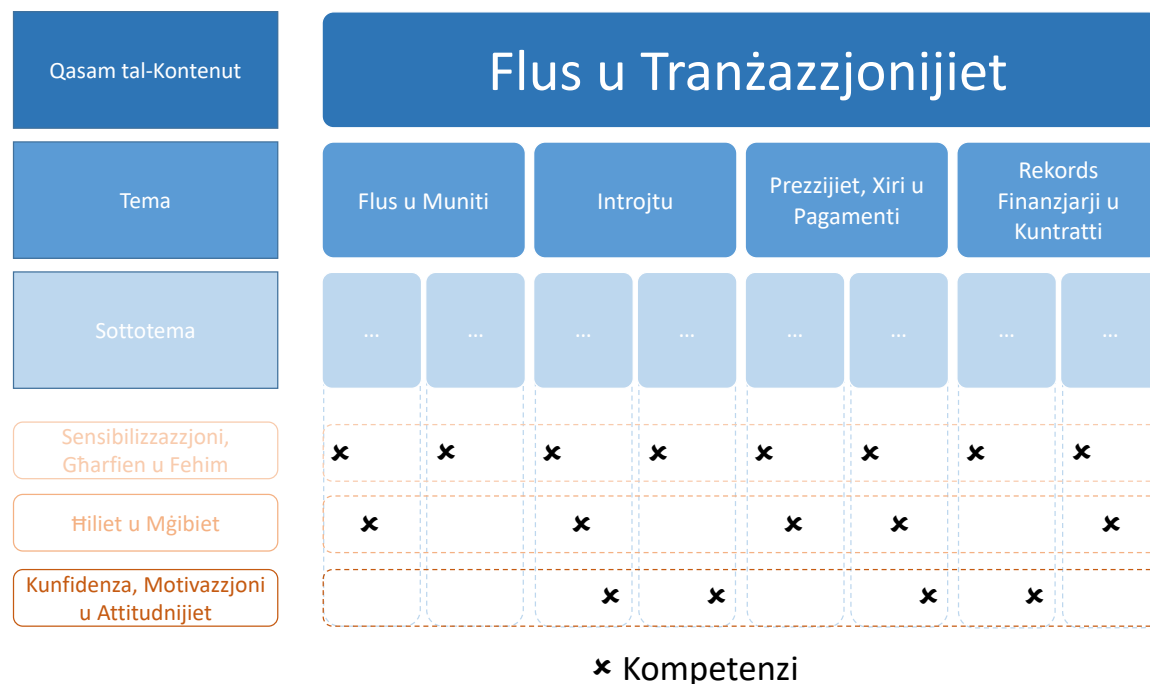 Qasam tal-Kontenut
Flus u Tranżazzjonijiet
Tema
Flus u Muniti
Introjtu
Prezzijiet, Xiri u
Pagamenti
Rekords
Finanzjarji u
Kuntratti
Sottotema
... ... ... ... ... ... ... ...
Sensibilizzazzjoni,
Għarfien u Fehim
Ħiliet u Mġibiet
Kunfidenza, Motivazzjoni
u Attitudnijiet
✘ Kompetenzi